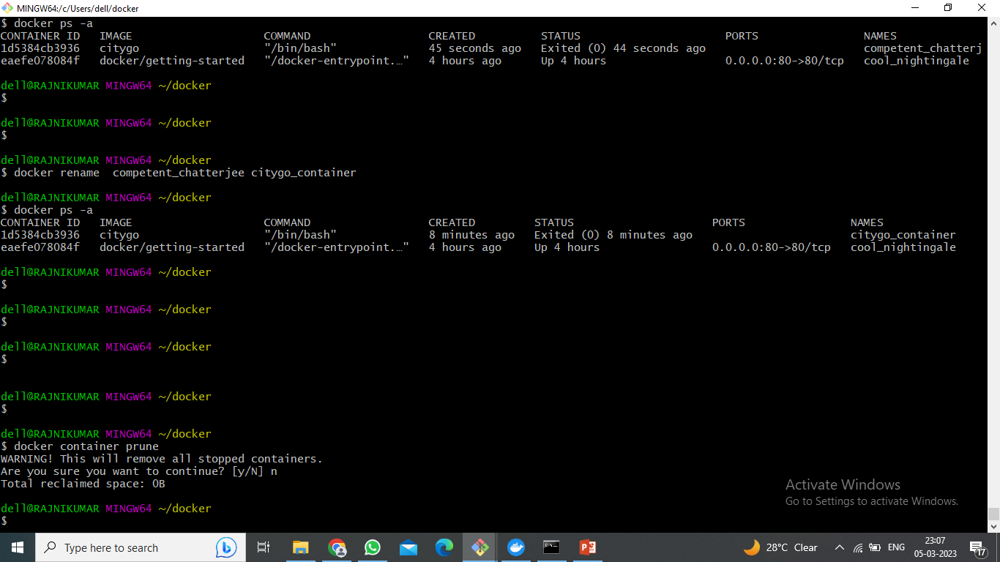 MINGW64:/c/Users/dell/docker
$ docker ps -a
CONTAINER ID   IMAGE                    COMMAND                  CREATED          STATUS                      PORTS                NAMES
1d5384cb3936   citygo                   "/bin/bash"              45 seconds ago   Exited (0) 44 seconds ago                        competent_chatterj
eaefe078084f   docker/getting-started   "/docker-entrypoint.…"   4 hours ago      Up 4 hours                  0.0.0.0:80->80/tcp   cool_nightingale
dell@RAJNIKUMAR MINGW64 ~/docker
$
dell@RAJNIKUMAR MINGW64 ~/docker
$
dell@RAJNIKUMAR MINGW64 ~/docker
$ docker rename  competent_chatterjee citygo_container
dell@RAJNIKUMAR MINGW64 ~/docker
$ docker ps -a
CONTAINER ID   IMAGE                    COMMAND                  CREATED         STATUS                     PORTS                NAMES
1d5384cb3936   citygo                   "/bin/bash"              8 minutes ago   Exited (0) 8 minutes ago                        citygo_container
eaefe078084f   docker/getting-started   "/docker-entrypoint.…"   4 hours ago     Up 4 hours                 0.0.0.0:80->80/tcp   cool_nightingale
dell@RAJNIKUMAR MINGW64 ~/docker
$
dell@RAJNIKUMAR MINGW64 ~/docker
$
dell@RAJNIKUMAR MINGW64 ~/docker
$
dell@RAJNIKUMAR MINGW64 ~/docker
$
dell@RAJNIKUMAR MINGW64 ~/docker
$ docker container prune
WARNING! This will remove all stopped containers.
Are you sure you want to continue? [y/N] n
Total reclaimed space: 0B
dell@RAJNIKUMAR MINGW64 ~/docker
$
Activate Windows
Go to Settings to activate Windows.
Type here to search
28°C Clear
ENG
23:07
05-03-2023
17